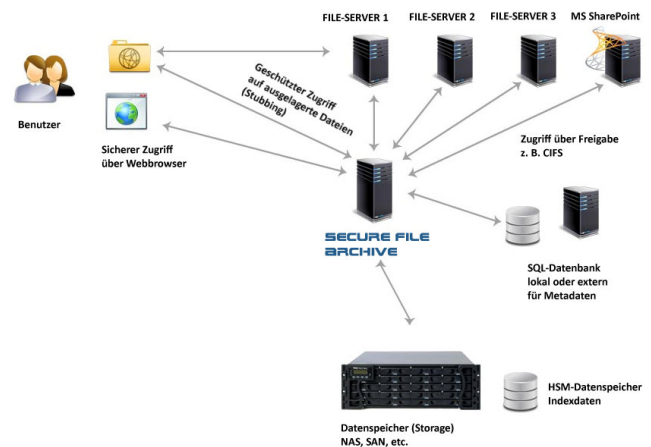 FILE-SERVER 1
FILE-SERVER 2
FILE-SERVER 3
MS SharePoint
Geschützter Zugriff
auf ausgelagerte Dateien
(Stubbing)
Benutzer
Sicherer Zugriff
über Webbrowser
Zugriff über Freigabe
z. B. CIFS
SECURE FILE
ARCHIVE
SQL-Datenbank
lokal oder extern
für Metadaten
HSM-Datenspeicher
Indexdaten
Datenspeicher (Storage)
NAS, SAN, etc.